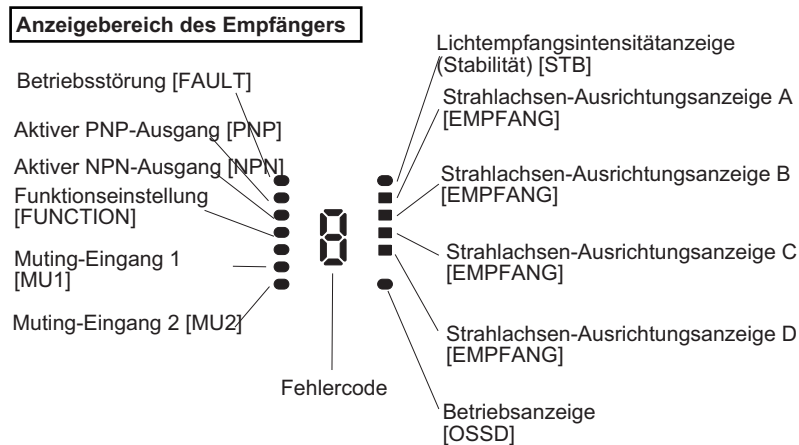 Anzeigebereich des Empfängers
Betriebsstörung [FAULT]
Aktiver PNP-Ausgang [PNP]
Aktiver NPN-Ausgang [NPN]
Funktionseinstellung
[FUNCTION]
Muting-Eingang 1
[MU1]
Muting-Eingang 2 [MU2]
8
Fehlercode
Lichtempfangsintensitätanzeige
(Stabilität) [STB]
Strahlachsen-Ausrichtungsanzeige A
[EMPFANG]
Strahlachsen-Ausrichtungsanzeige B
[EMPFANG]
Strahlachsen-Ausrichtungsanzeige C
[EMPFANG]
Strahlachsen-Ausrichtungsanzeige D
[EMPFANG]
Betriebsanzeige
[OSSD]